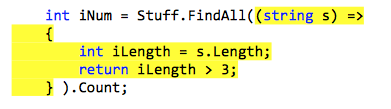 int iNum = Stuff.FindAll((string s) =>
{
    int iLength = s.Length;
    return iLength > 3;
} ).Count;